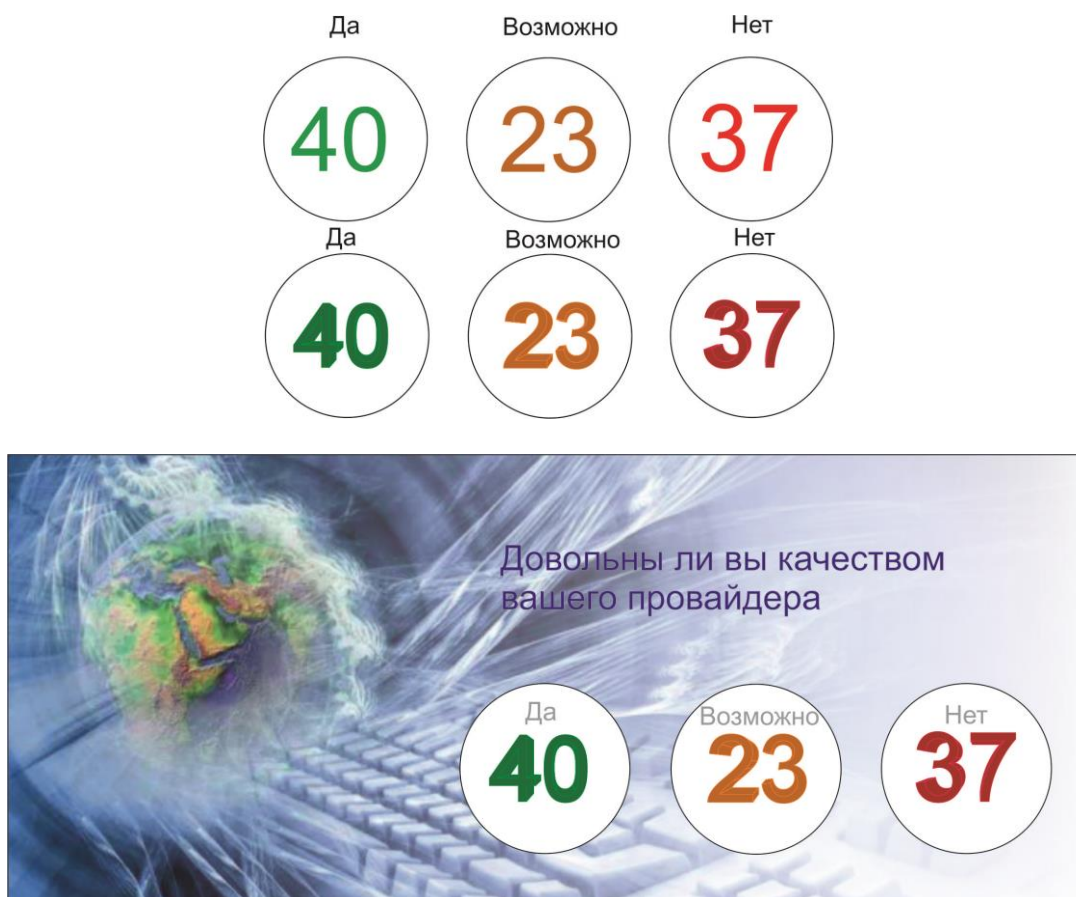 Да Возможно Нет
40 23 37
Да Возможно Нет
40 23 37
Довольны ли вы качеством
вашего провайдера
Да Возможно Нет
40 23 37